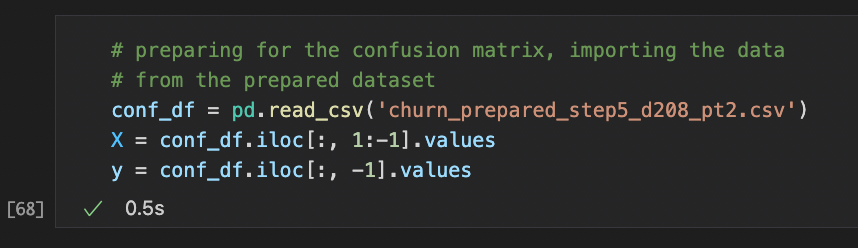 # preparing for the confusion matrix, importing the data
# from the prepared dataset
conf_df = pd.read_csv('churn_prepared_step5_d208_pt2.csv')
X = conf_df.iloc[:, 1:-1].values
y = conf_df.iloc[:, -1].values
[68] ✓ 0.5s